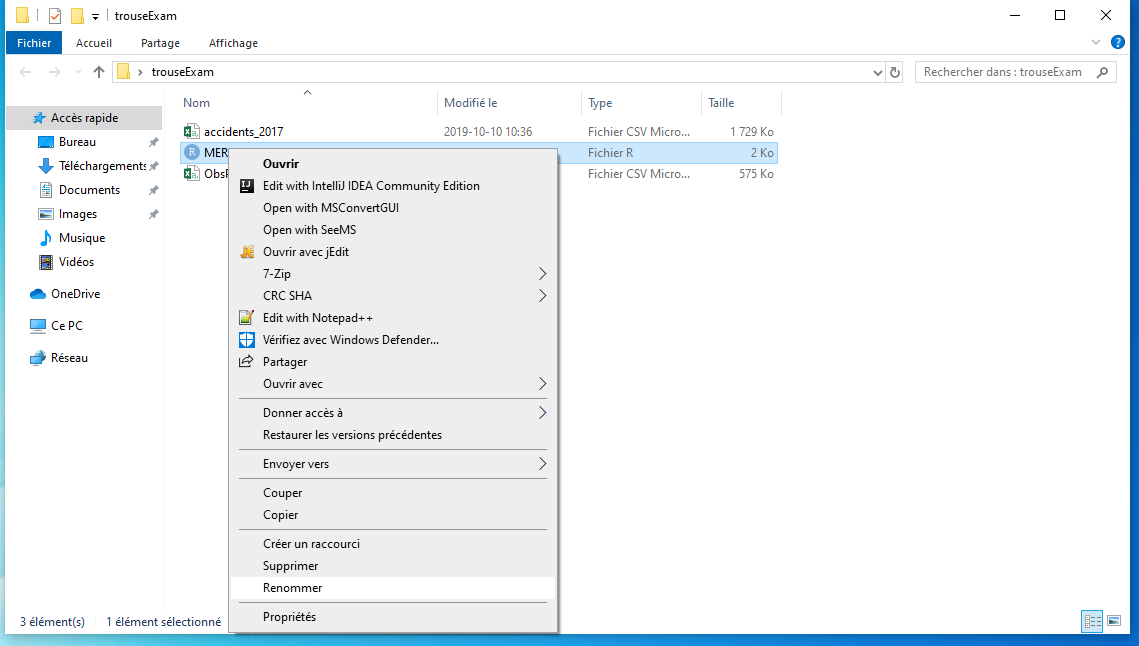 trouseExam
Fichier Accueil Partage Affichage
trouseExam
Rechercher dans : trouseExam
Nom Modifié le Type Taille
Accès rapide
Bureau
Téléchargements
Documents
Images
Musique
Vidéos
OneDrive
Ce PC
Réseau
accidents_2017 2019-10-10 10:36 Fichier CSV Micro... 1 729 Ko
MER Fichier R 2 Ko
Fichier CSV Micro... 575 Ko
Ouvrir
IJ Edit with IntelliJ IDEA Community Edition
Open with MSConvertGUI
Open with SeeMS
Ouvrir avec jEdit
7-Zip
CRC SHA
Edit with Notepad++
Vérifiez avec Windows Defender...
Partager
Ouvrir avec
Donner accès à
Restaurer les versions précédentes
Envoyer vers
Couper
Copier
Créer un raccourci
Supprimer
Renommer
Propriétés
3 élément(s) 1 élément sélectionné